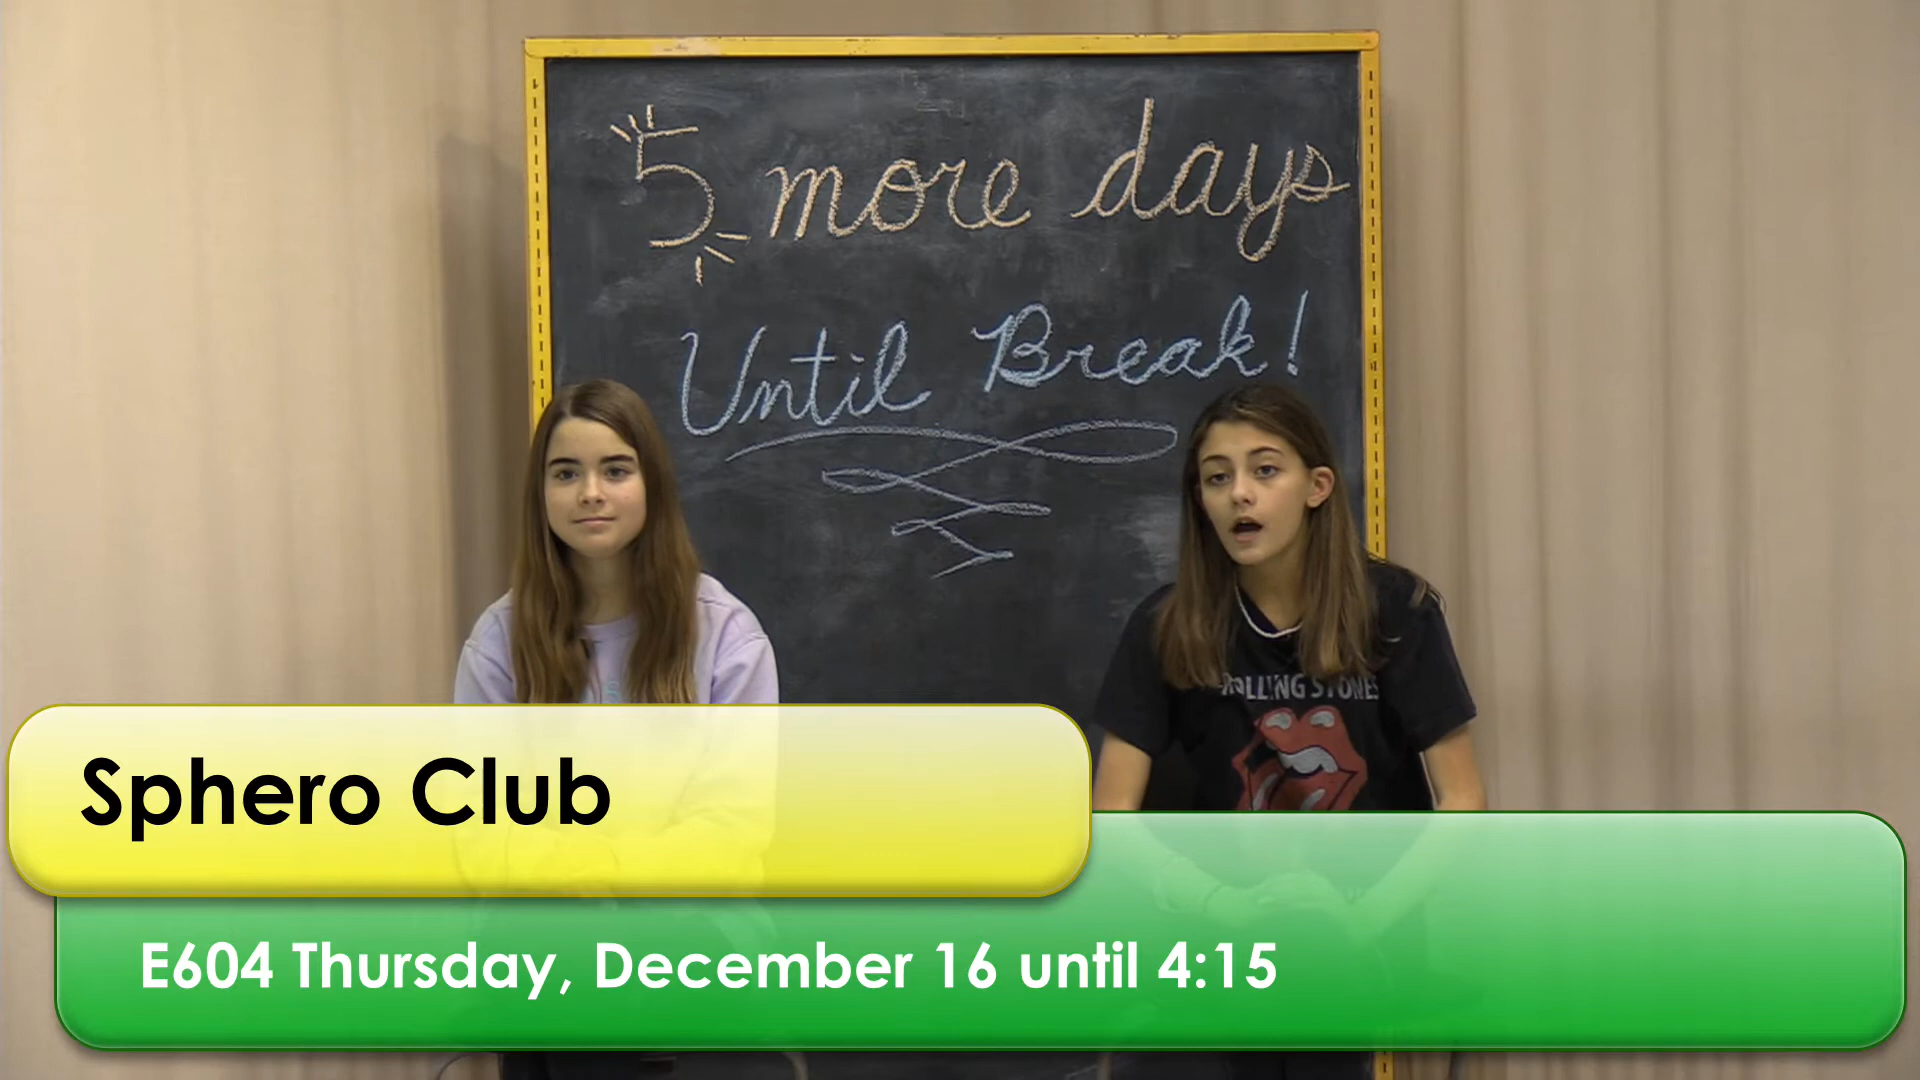 5 more days
Until Break!
ROLLING STONES
Sphero Club
E604 Thursday, December 16 until 4:15